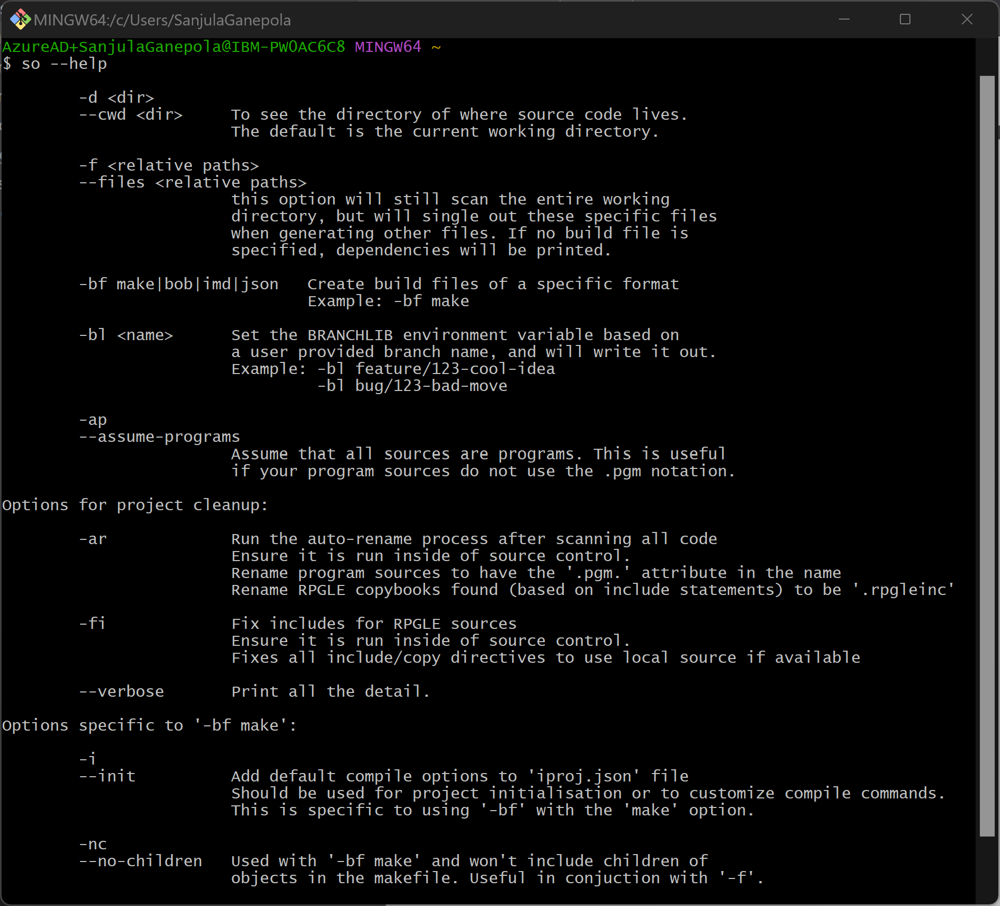 MINGW64:/c/Users/SanjulaGanepola
AzureAD+SanjulaGanepola@IBM-PW0AC6C8 MINGW64 ~
$ so --help
-d <dir>
--cwd <dir>     To see the directory of where source code lives.
The default is the current working directory.
-f <relative paths>
--files <relative paths>
this option will still scan the entire working
directory, but will single out these specific files
when generating other files. If no build file is
specified, dependencies will be printed.
-bf make|bob|imd|json   Create build files of a specific format
Example: -bf make
-bl <name>      Set the BRANCHLIB environment variable based on
a user provided branch name, and will write it out.
Example: -bl feature/123-cool-idea
-bl bug/123-bad-move
-ap
--assume-programs
Assume that all sources are programs. This is useful
if your program sources do not use the .pgm notation.
Options for project cleanup:
-ar             Run the auto-rename process after scanning all code
Ensure it is run inside of source control.
Rename program sources to have the '.pgm.' attribute in the name
Rename RPGLE copybooks found (based on include statements) to be '.rpgleinc'
-fi             Fix includes for RPGLE sources
Ensure it is run inside of source control.
Fixes all include/copy directives to use local source if available
--verbose       Print all the detail.
Options specific to '-bf make':
-i
--init          Add default compile options to 'iproj.json' file
Should be used for project initialisation or to customize compile commands.
This is specific to using '-bf' with the 'make' option.
-nc
--no-children   Used with '-bf make' and won't include children of
objects in the makefile. Useful in conjuction with '-f'.